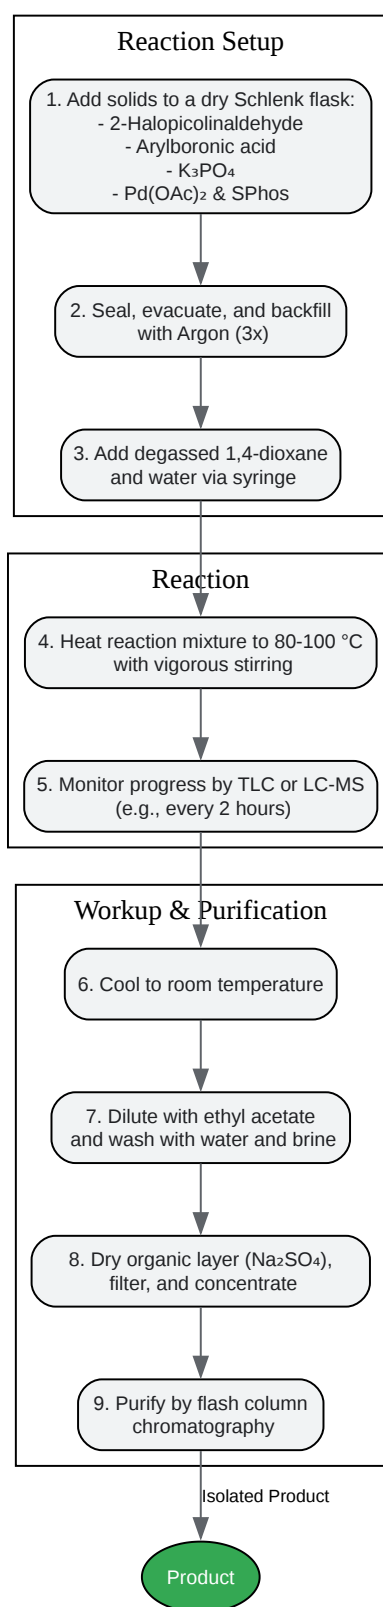 Reaction Setup
1. Add solids to a dry Schlenk flask:
- 2-Halopicolinaldehyde
- Arylboronic acid
- K₃PO₄
- Pd(OAc)₂ & SPhos
2. Seal, evacuate, and backfill
with Argon (3x)
3. Add degassed 1,4-dioxane
and water via syringe
Reaction
4. Heat reaction mixture to 80-100 °C
with vigorous stirring
5. Monitor progress by TLC or LC-MS
(e.g., every 2 hours)
Workup & Purification
6. Cool to room temperature
7. Dilute with ethyl acetate
and wash with water and brine
8. Dry organic layer (Na₂SO₄),
filter, and concentrate
9. Purify by flash column
chromatography
Isolated Product
Product